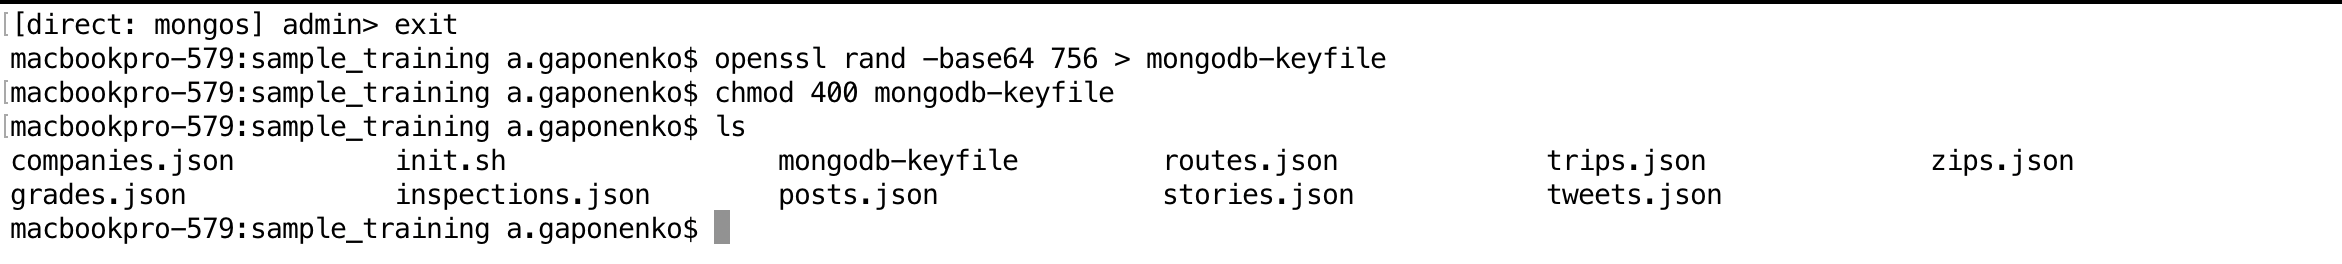 [[direct: mongos] admin> exit
macbookpro-579:sample_training a.gaponenko$ openssl rand -base64 756 > mongodb-keyfile
[macbookpro-579:sample_training a.gaponenko$ chmod 400 mongodb-keyfile
[macbookpro-579:sample_training a.gaponenko$ ls
companies.json init.sh mongodb-keyfile routes.json trips.json zips.json
grades.json inspections.json posts.json stories.json tweets.json
macbookpro-579:sample_training a.gaponenko$